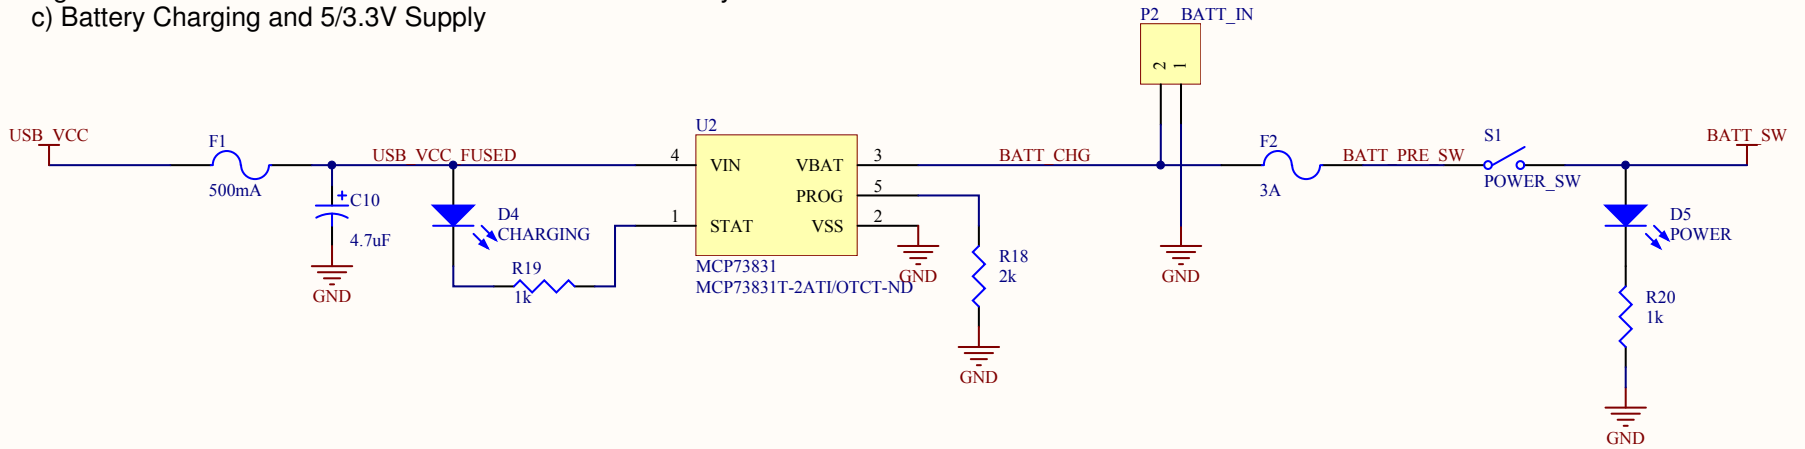 c) Battery Charging and 5/3.3V Supply
P2 BATT_IN
2 1
USB_VCC
F1
500mA
USB_VCC_FUSED
C10
4.7uF
GND
D4
CHARGING
R19
1k
U2
4 VIN
1 STAT
VBAT 3
PROG 5
VSS 2
MCP73831
MCP73831T-2ATI/OTCT-ND
GND
R18
2k
GND
BATT_CHG
GND
F2
3A
BATT_PRE_SW
S1
POWER_SW
BATT_SW
D5
POWER
R20
1k
GND